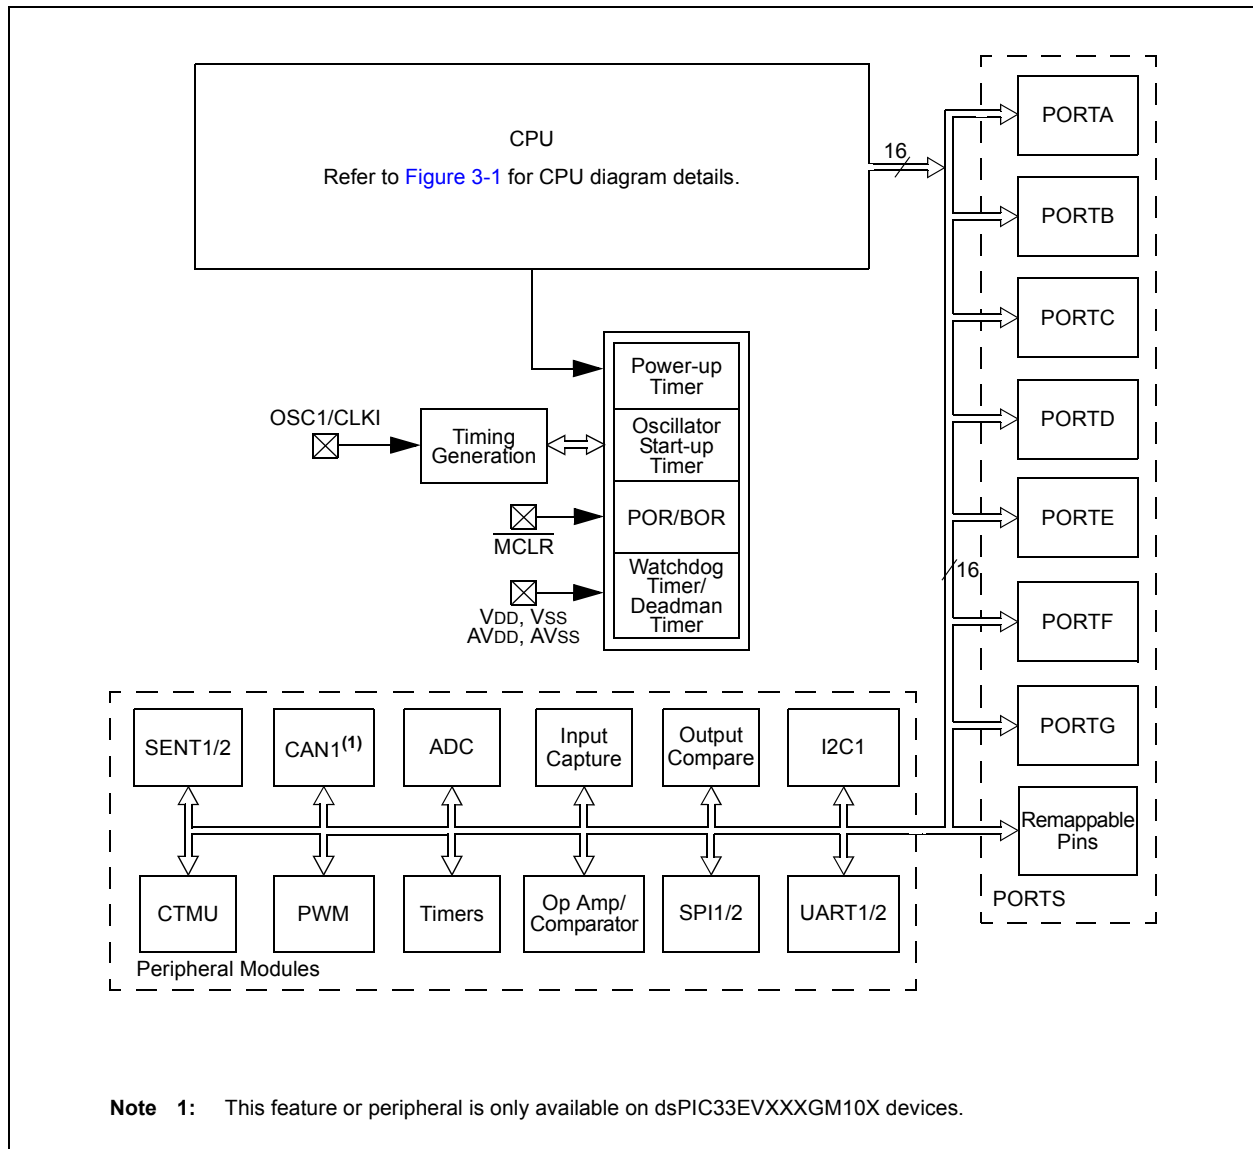 CPU
Refer to Figure 3-1 for CPU diagram details.
16
PORTA
PORTB
PORTC
PORTD
PORTE
16
PORTF
PORTG
Remappable
Pins
PORTS
Power-up
Timer
OSC1/CLKI
Timing
Generation
Oscillator
Start-up
Timer
MCLR
POR/BOR
VDD, VSS
AVDD, AVSS
Watchdog
Timer/
Deadman
Timer
SENT1/2
CAN1(1)
ADC
Input
Capture
Output
Compare
I2C1
CTMU
PWM
Timers
Op Amp/
Comparator
SPI1/2
UART1/2
Peripheral Modules
Note 1: This feature or peripheral is only available on dsPIC33EVXXXGM10X devices.